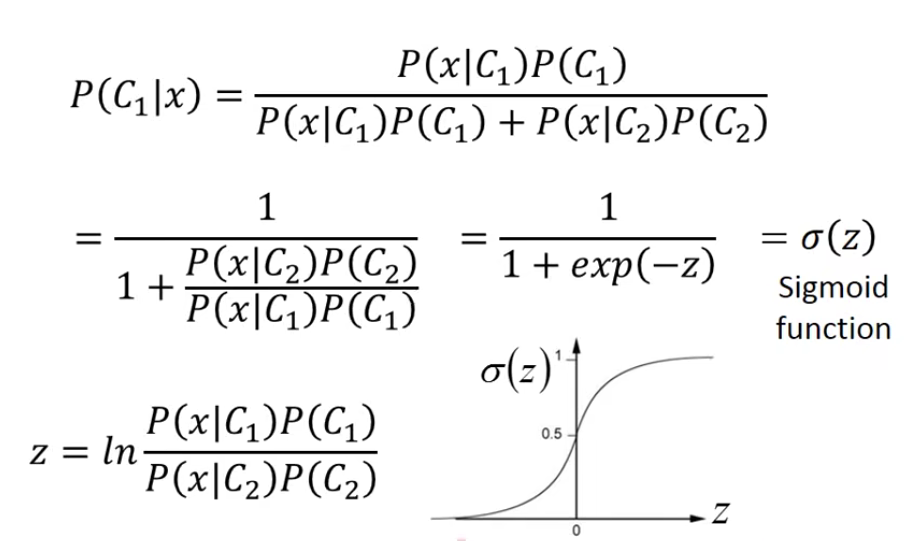 P(C₁|x) = P(x|C₁)P(C₁) / P(x|C₁)P(C₁) + P(x|C₂)P(C₂)
= 1 / 1 + P(x|C₂)P(C₂) / P(x|C₁)P(C₁) = 1 / 1 + exp(−z) = σ(z)
Sigmoid
function
z = ln P(x|C₁)P(C₁) / P(x|C₂)P(C₂)
σ(z) 1
0.5
z
0